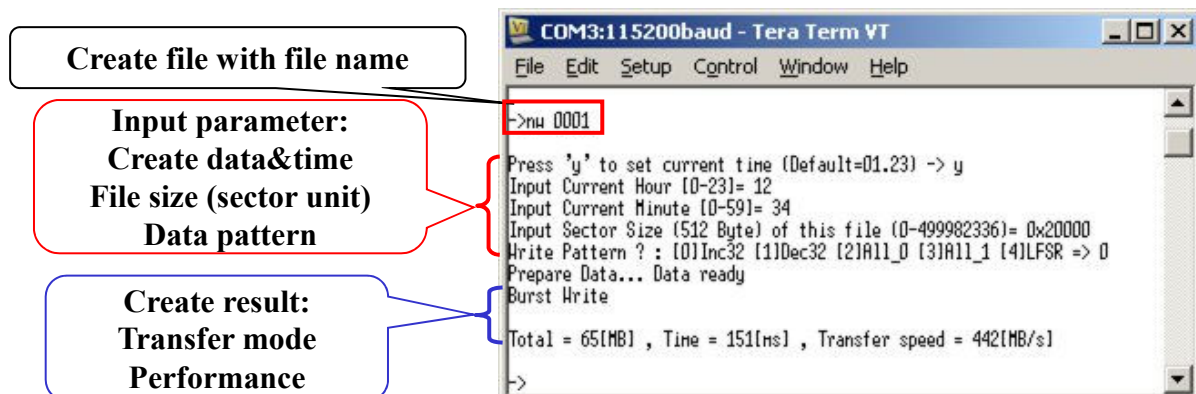 Create file with file name
Input parameter:
Create data&time
File size (sector unit)
Data pattern
Create result:
Transfer mode
Performance
COM3:115200baud - Tera Term VT
File Edit Setup Control Window Help
->nw 0001
Press 'y' to set current time (Default=01.23) -> y
Input Current Hour [0-23]= 12
Input Current Minute [0-59]= 34
Input Sector Size (512 Byte) of this file (0-499982336)= 0x20000
Write Pattern ? : [0]Inc32 [1]Dec32 [2]All_0 [3]All_1 [4]LFSR => 0
Prepare Data... Data ready
Burst Write
Total = 65[MB] , Time = 151[ms] , Transfer speed = 442[MB/s]
->